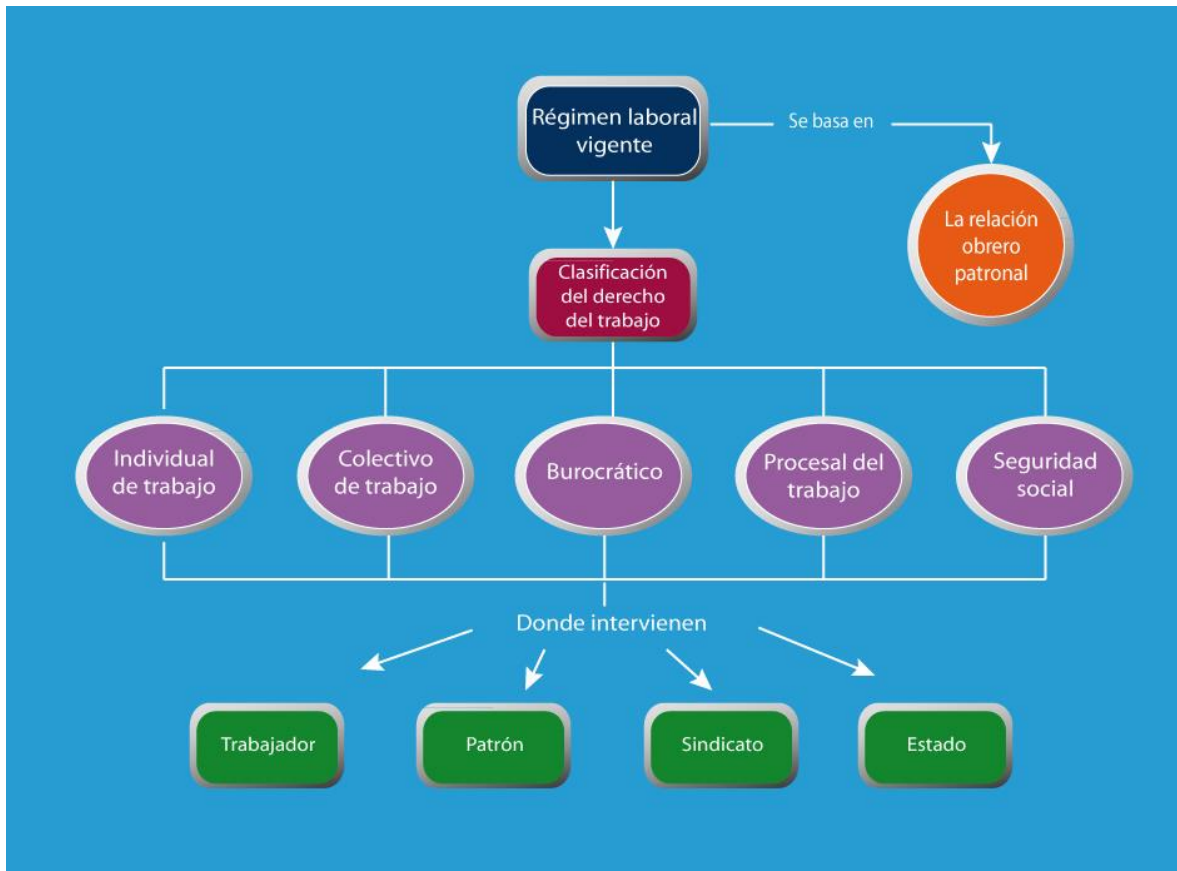 Régimen laboral
vigente
Se basa en
La relación
obrero
patronal
Clasificación
del derecho
del trabajo
Individual
de trabajo
Colectivo
de trabajo
Burocrático
Procesal del
trabajo
Seguridad
social
Donde intervienen
Trabajador
Patrón
Sindicato
Estado